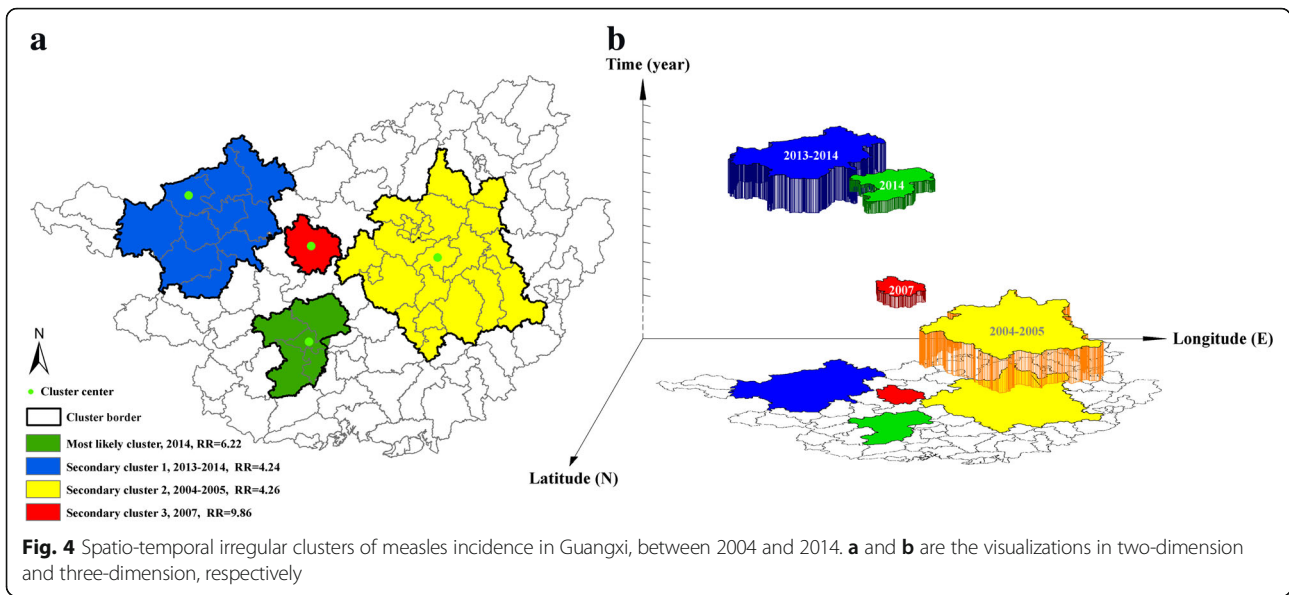 a
N
Cluster center
Cluster border
Most likely cluster, 2014, RR=6.22
Secondary cluster 1, 2013-2014, RR=4.24
Secondary cluster 2, 2004-2005, RR=4.26
Secondary cluster 3, 2007, RR=9.86
b
Time (year)
2013-2014
2014
2007
2004-2005
Longitude (E)
Latitude (N)
Fig. 4 Spatio-temporal irregular clusters of measles incidence in Guangxi, between 2004 and 2014. a and b are the visualizations in two-dimension
and three-dimension, respectively